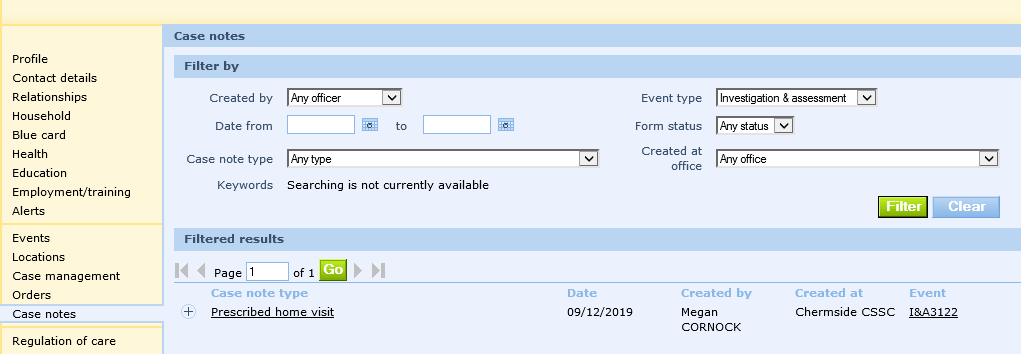 Case notes
Profile
Contact details
Relationships
Household
Blue card
Health
Education
Employment/training
Alerts
Events
Locations
Case management
Orders
Case notes
Regulation of care
Filter by
Created by Any officer Event type Investigation & assessment
Date from to Form status Any status
Case note type Any type Created at office Any office
Keywords Searching is not currently available
Filter Clear
Filtered results
Page 1 of 1 Go
Case note type Date Created by Created at Event
Prescribed home visit 09/12/2019 Megan CORNOCK Chermside CSSC I&A3122